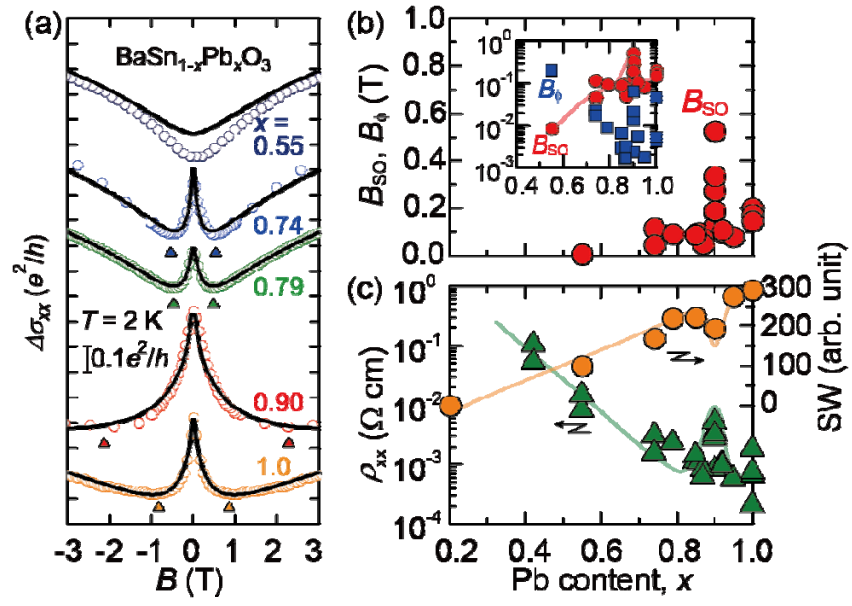 (a)
BaSn1-xPbxO3
x =
0.55
0.74
0.79
T = 2 K
0.1e²/h
0.90
1.0
Δσxx (e²/h)
-3 -2 -1 0 1 2 3
B (T)
(b)
1.0
0.8
0.6
0.4
0.2
0.0
BSO, Bϕ (T)
10⁰
10⁻¹
10⁻²
10⁻³
Bϕ
BSO
0.4 0.6 0.8 1.0
BSO
(c)
10⁰
10⁻¹
10⁻²
10⁻³
10⁻⁴
ρxx (Ω cm)
300
200
100
0
SW (arb. unit)
0.2 0.4 0.6 0.8 1.0
Pb content, x